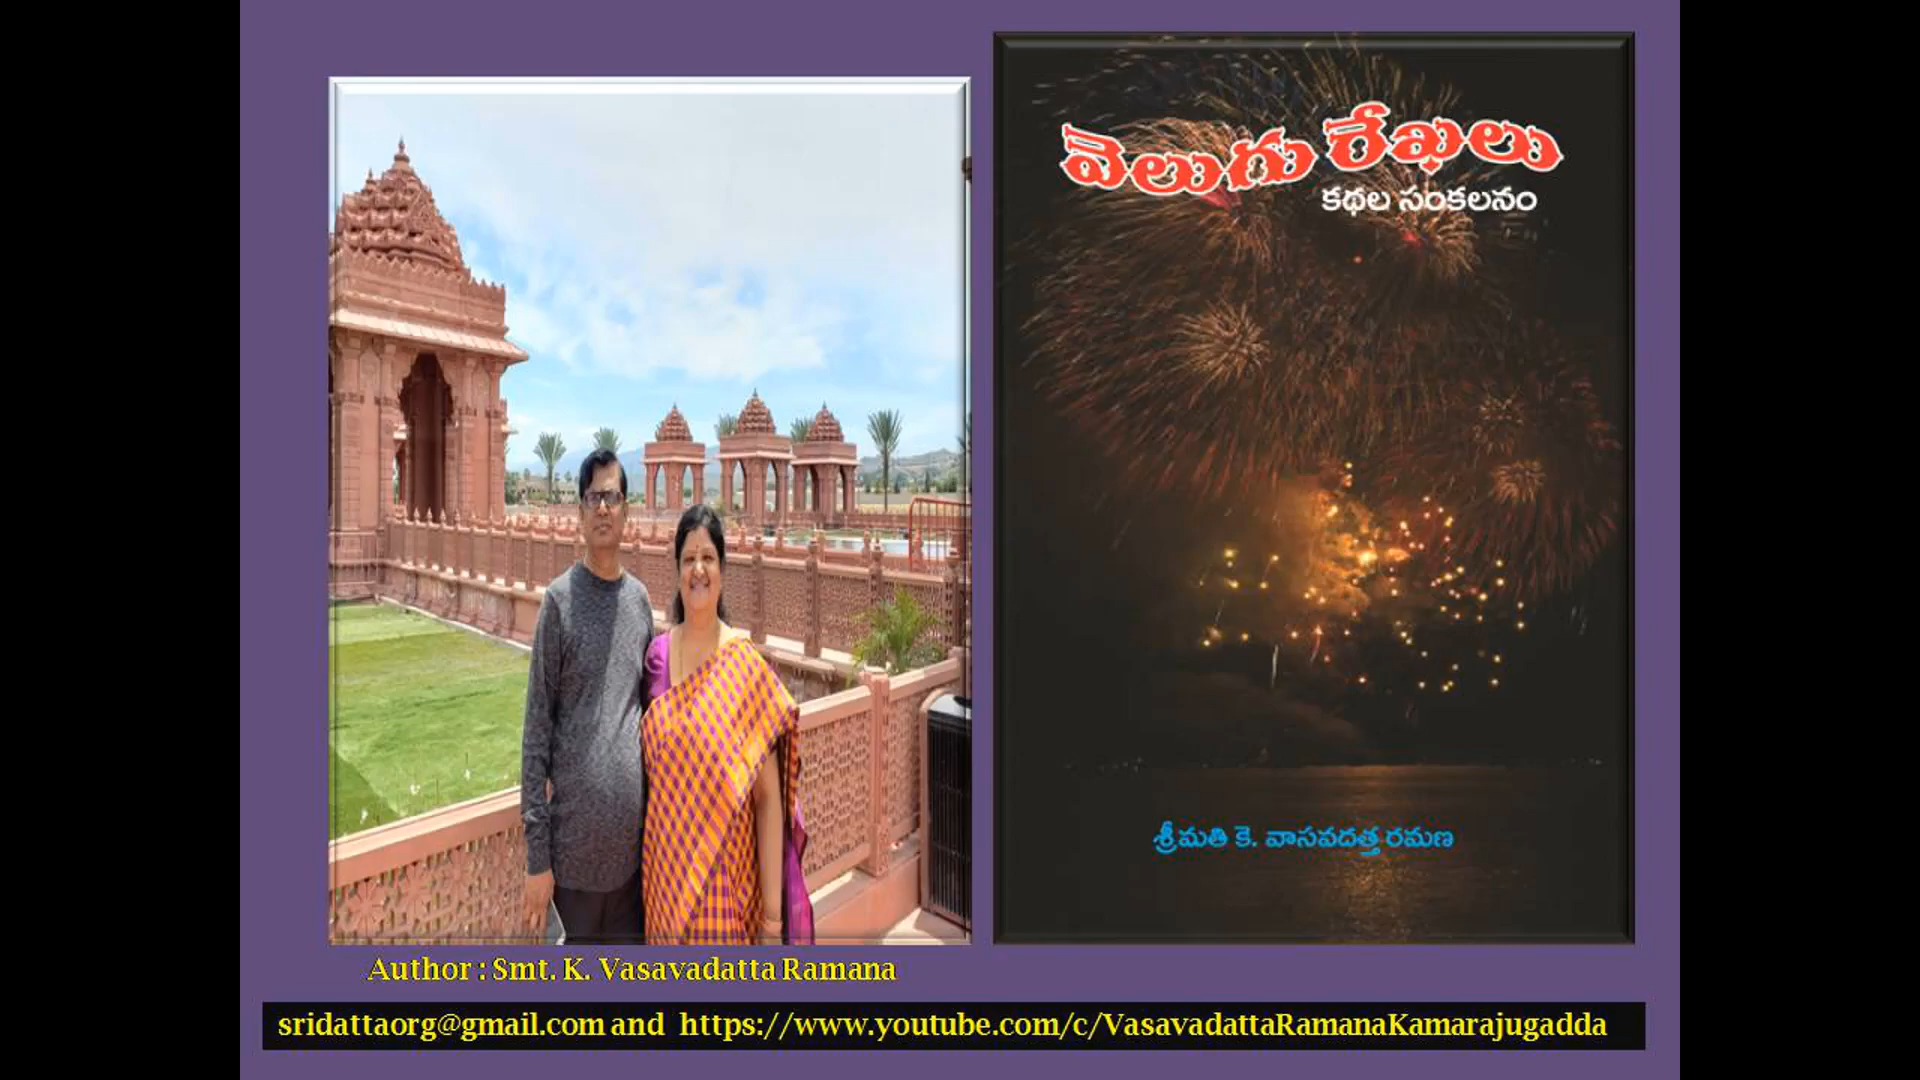 వెలుగు రేఖలు
కథల సంకలనం
శ్రీమతి కె. వాసవదత్త రమణ
Author : Smt. K. Vasavadatta Ramana
sridattaorg@gmail.com and https://www.youtube.com/c/VasavadattaRamanaKamarajugadda